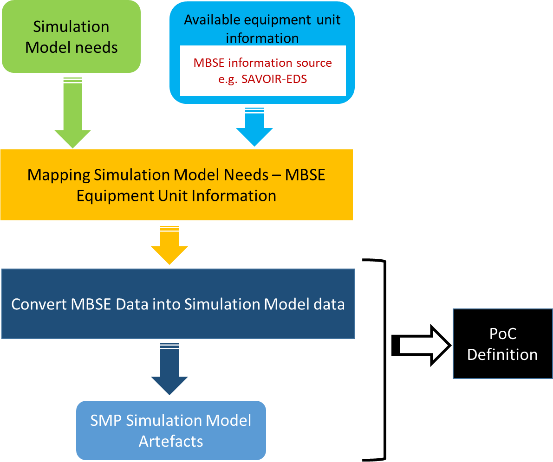 Simulation
Model needs
Available equipment unit
information
MBSE information source
e.g. SAVOIR-EDS
Mapping Simulation Model Needs – MBSE
Equipment Unit Information
Convert MBSE Data into Simulation Model data
PoC
Definition
SMP Simulation Model
Artefacts